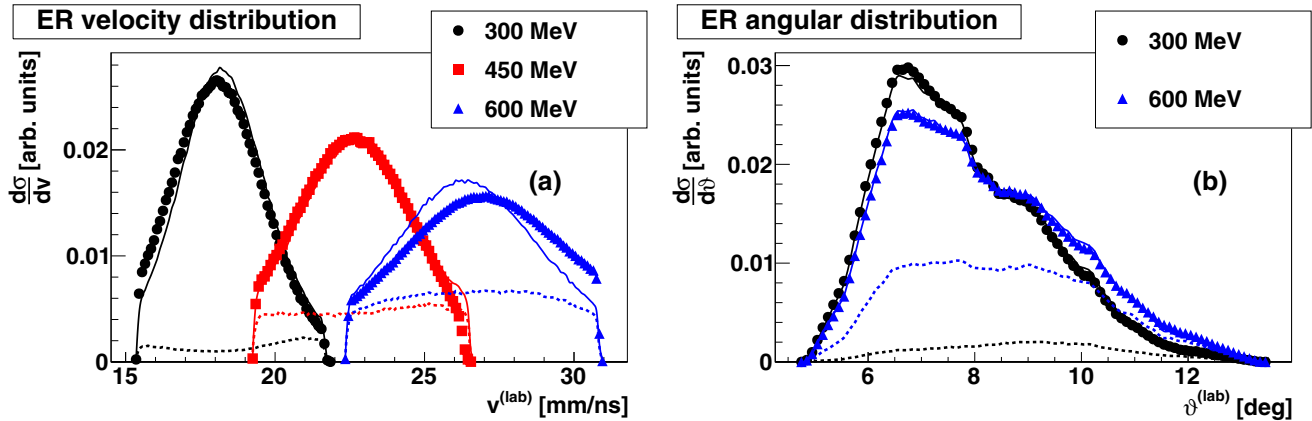 ER velocity distribution
300 MeV
450 MeV
600 MeV
(a)
dσ/dv [arb. units]
0.02
0.01
0
15 20 25 30
v(lab) [mm/ns]
ER angular distribution
300 MeV
600 MeV
(b)
dσ/dϑ [arb. units]
0.03
0.02
0.01
0
6 8 10 12
ϑ(lab) [deg]